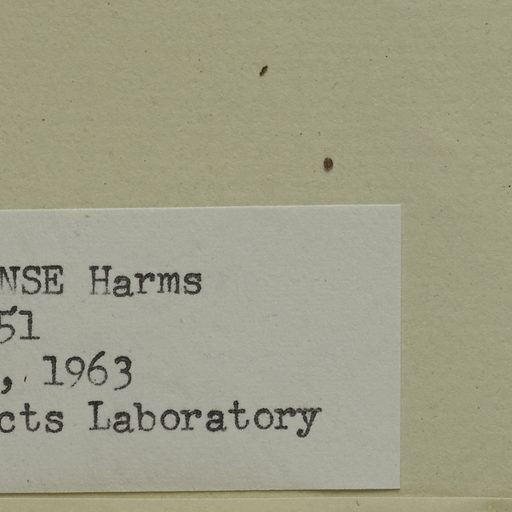 NSE Harms
51
, 1963
cts Laboratory